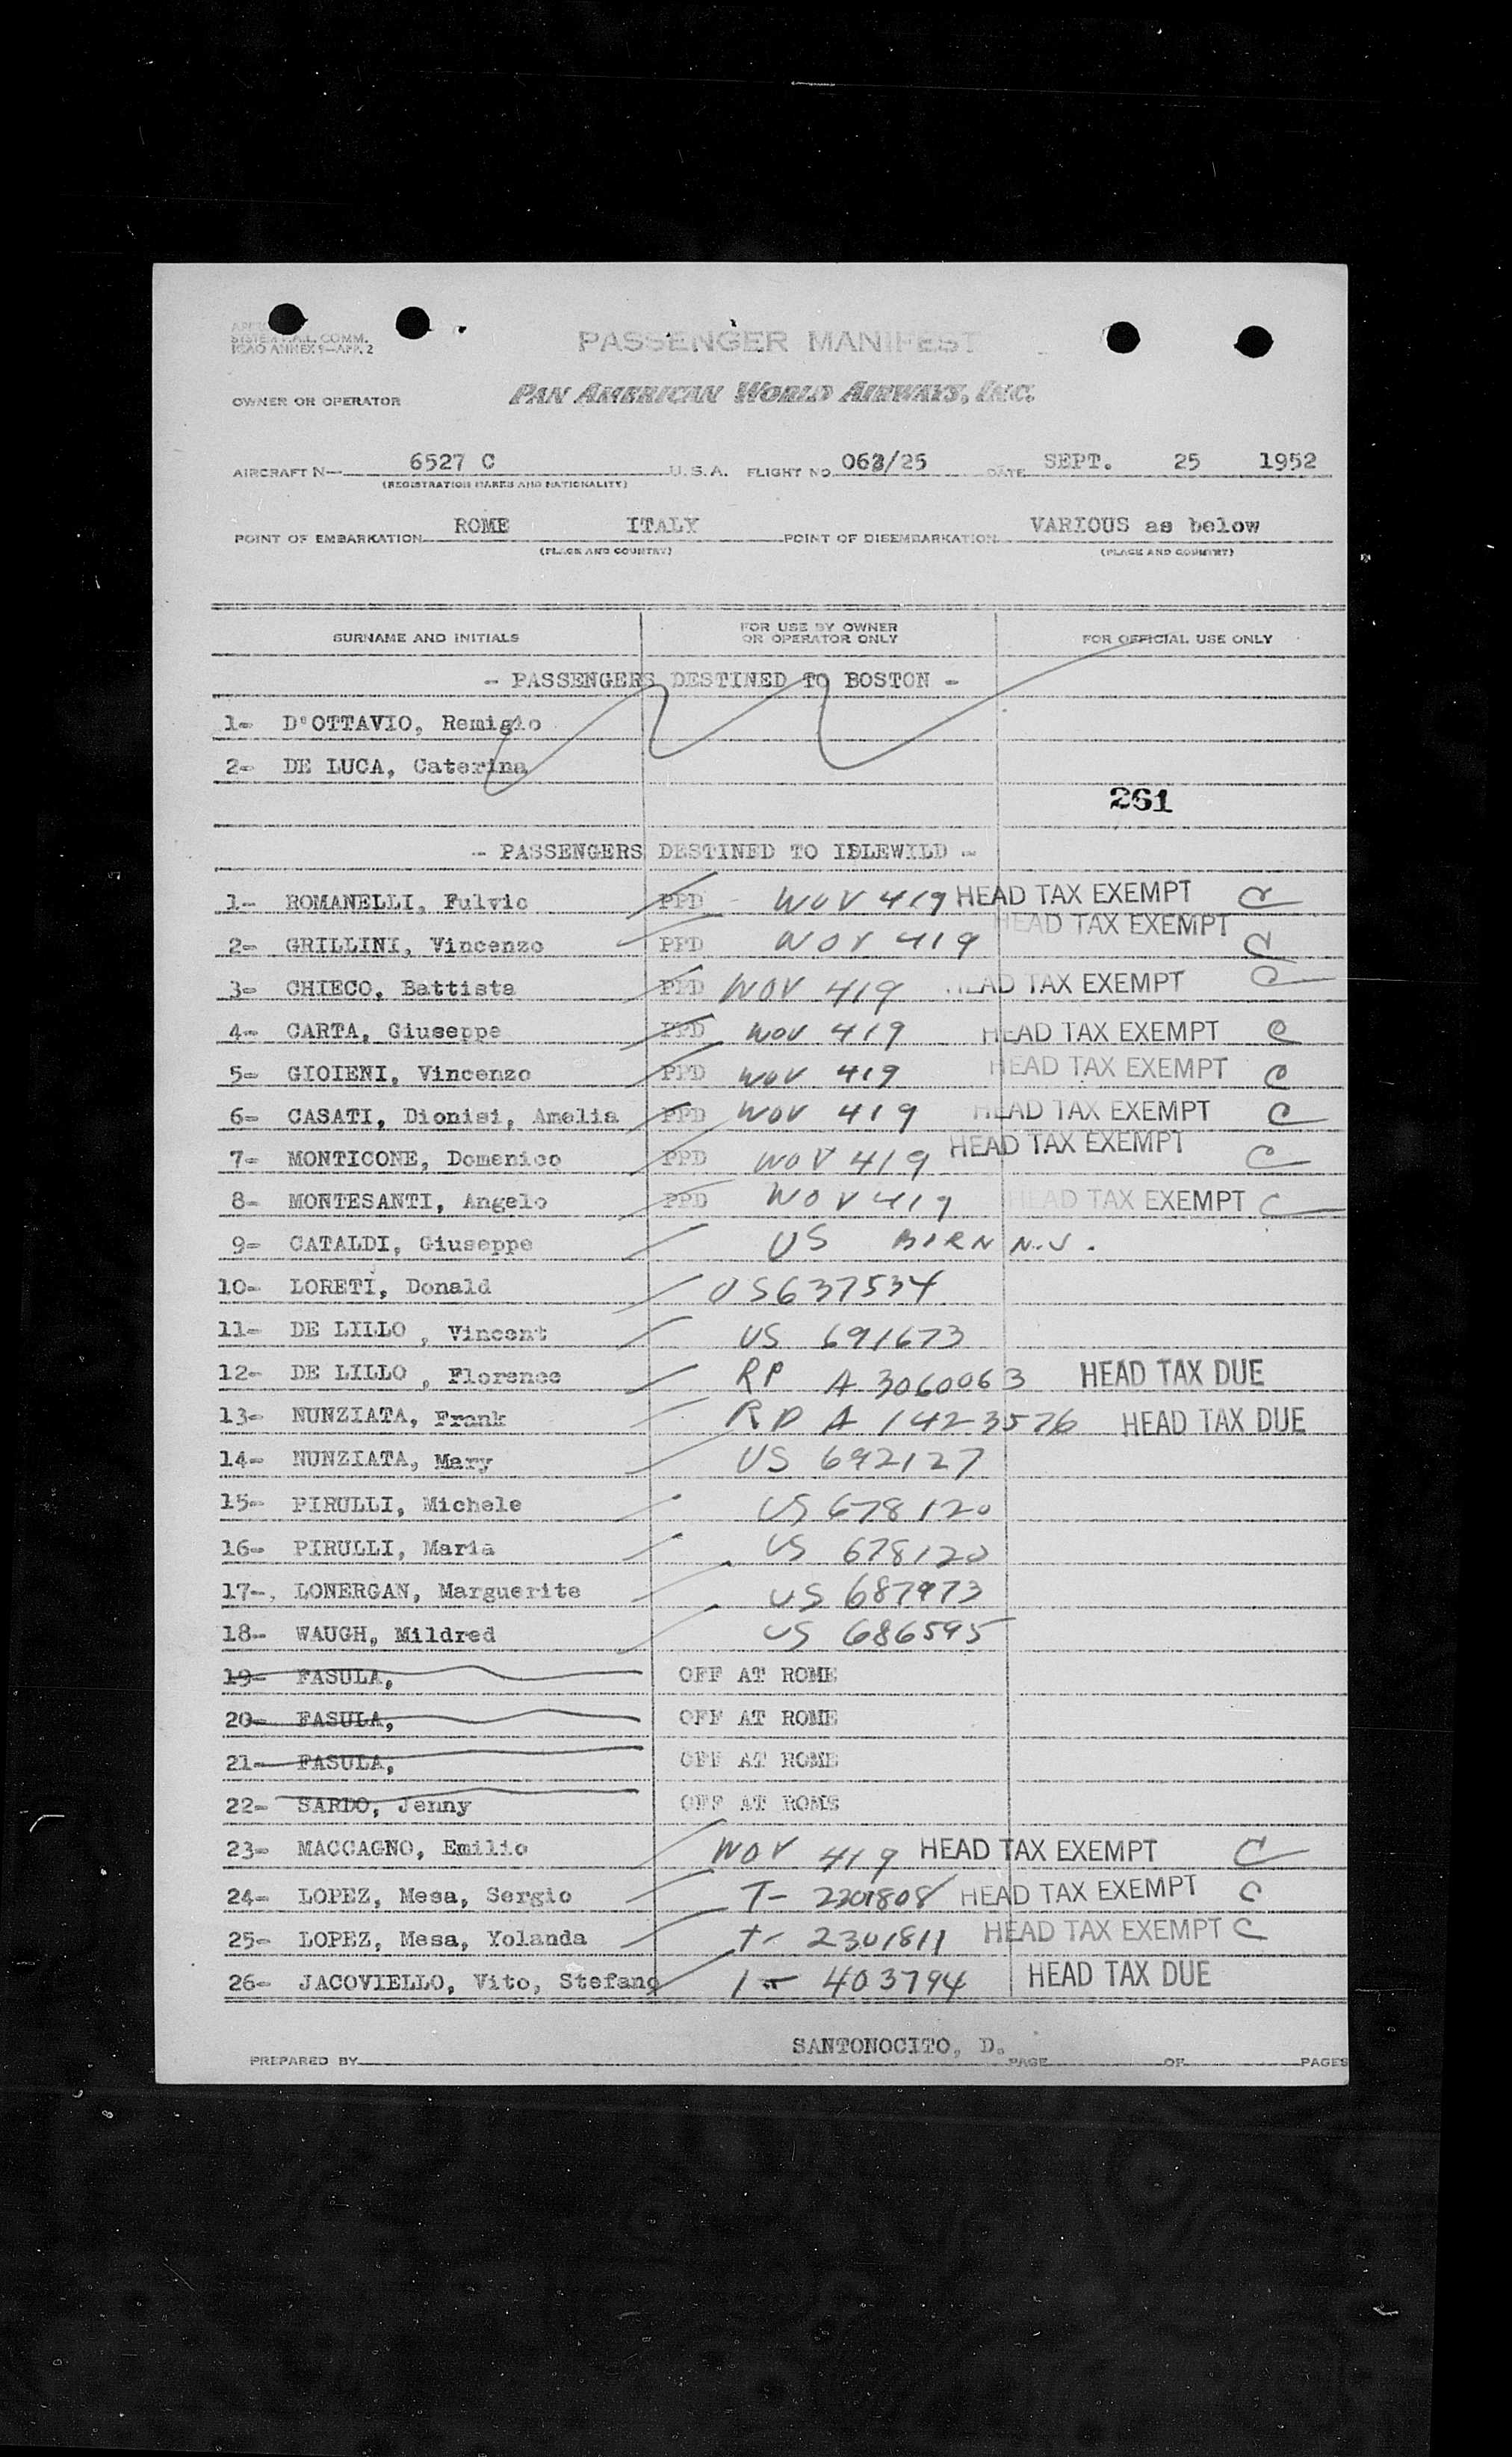 SYSTEM F.A.L. COMM.
ICAO ANNEX 9-APP. 2
PASSENGER MANIFEST
OWNER OR OPERATOR PAN AMERICAN WORLD AIRWAYS, INC.
AIRCRAFT N— 6527 C U.S.A. FLIGHT NO. /25 DATE SEPT. 25 1952
(REGISTRATION MARKS AND NATIONALITY)
POINT OF EMBARKATION ROME ITALY POINT OF DISEMBARKATION VARIOUS as below
(PLACE AND COUNTRY) (PLACE AND COUNTRY)
SURNAME AND INITIALS FOR USE BY OWNER OR OPERATOR ONLY FOR OFFICIAL USE ONLY
- PASSENGERS DESTINED TO BOSTON -
1- D'OTTAVIO, Remigio
2- DE LUCA, Caterina
261
- PASSENGERS DESTINED TO IDLEWILD -
1- ROMANELLI, Fulvio PPD - WOV 419 HEAD TAX EXEMPT C
2- GRILLINI, Vincenzo PPD WOV 419 HEAD TAX EXEMPT C
3- CHIECO, Battista PPD WOV 419 HEAD TAX EXEMPT C
4- CARTA, Giuseppe PPD WOV 419 HEAD TAX EXEMPT C
5- GIOIENI, Vincenzo PPD WOV 419 HEAD TAX EXEMPT C
6- CASATI, Dionisi, Amelia PPD WOV 419 HEAD TAX EXEMPT C
7- MONTICONE, Domenico PPD WOV 419 HEAD TAX EXEMPT C
8- MONTESANTI, Angelo PPD WOV 419 HEAD TAX EXEMPT C
9- CATALDI, Giuseppe US BORN N.J.
10- LORETI, Donald US637534
11- DE LILLO, Vincent US 691673
12- DE LILLO, Florence RP A 3060063 HEAD TAX DUE
13- NUNZIATA, Frank RP A 1423576 HEAD TAX DUE
14- NUNZIATA, Mary US 692127
15- PIRULLI, Michele US 678120
16- PIRULLI, Maria US 678120
17- LONERGAN, Marguerite US 687973
18- WAUGH, Mildred US 686595
19- FASULA, OFF AT ROME
20- FASULA, OFF AT ROME
21- FASULA, OFF AT ROME
22- SARDO, Jenny OFF AT ROME
23- MACCAGNO, Emilio WOV 419 HEAD TAX EXEMPT C
24- LOPEZ, Mesa, Sergio T- 2301808 HEAD TAX EXEMPT C
25- LOPEZ, Mesa, Yolanda T- 2301811 HEAD TAX EXEMPT C
26- JACOVIELLO, Vito, Stefano I- 403794 HEAD TAX DUE
SANTONOCITO, D.
PREPARED BY PAGE OF PAGES